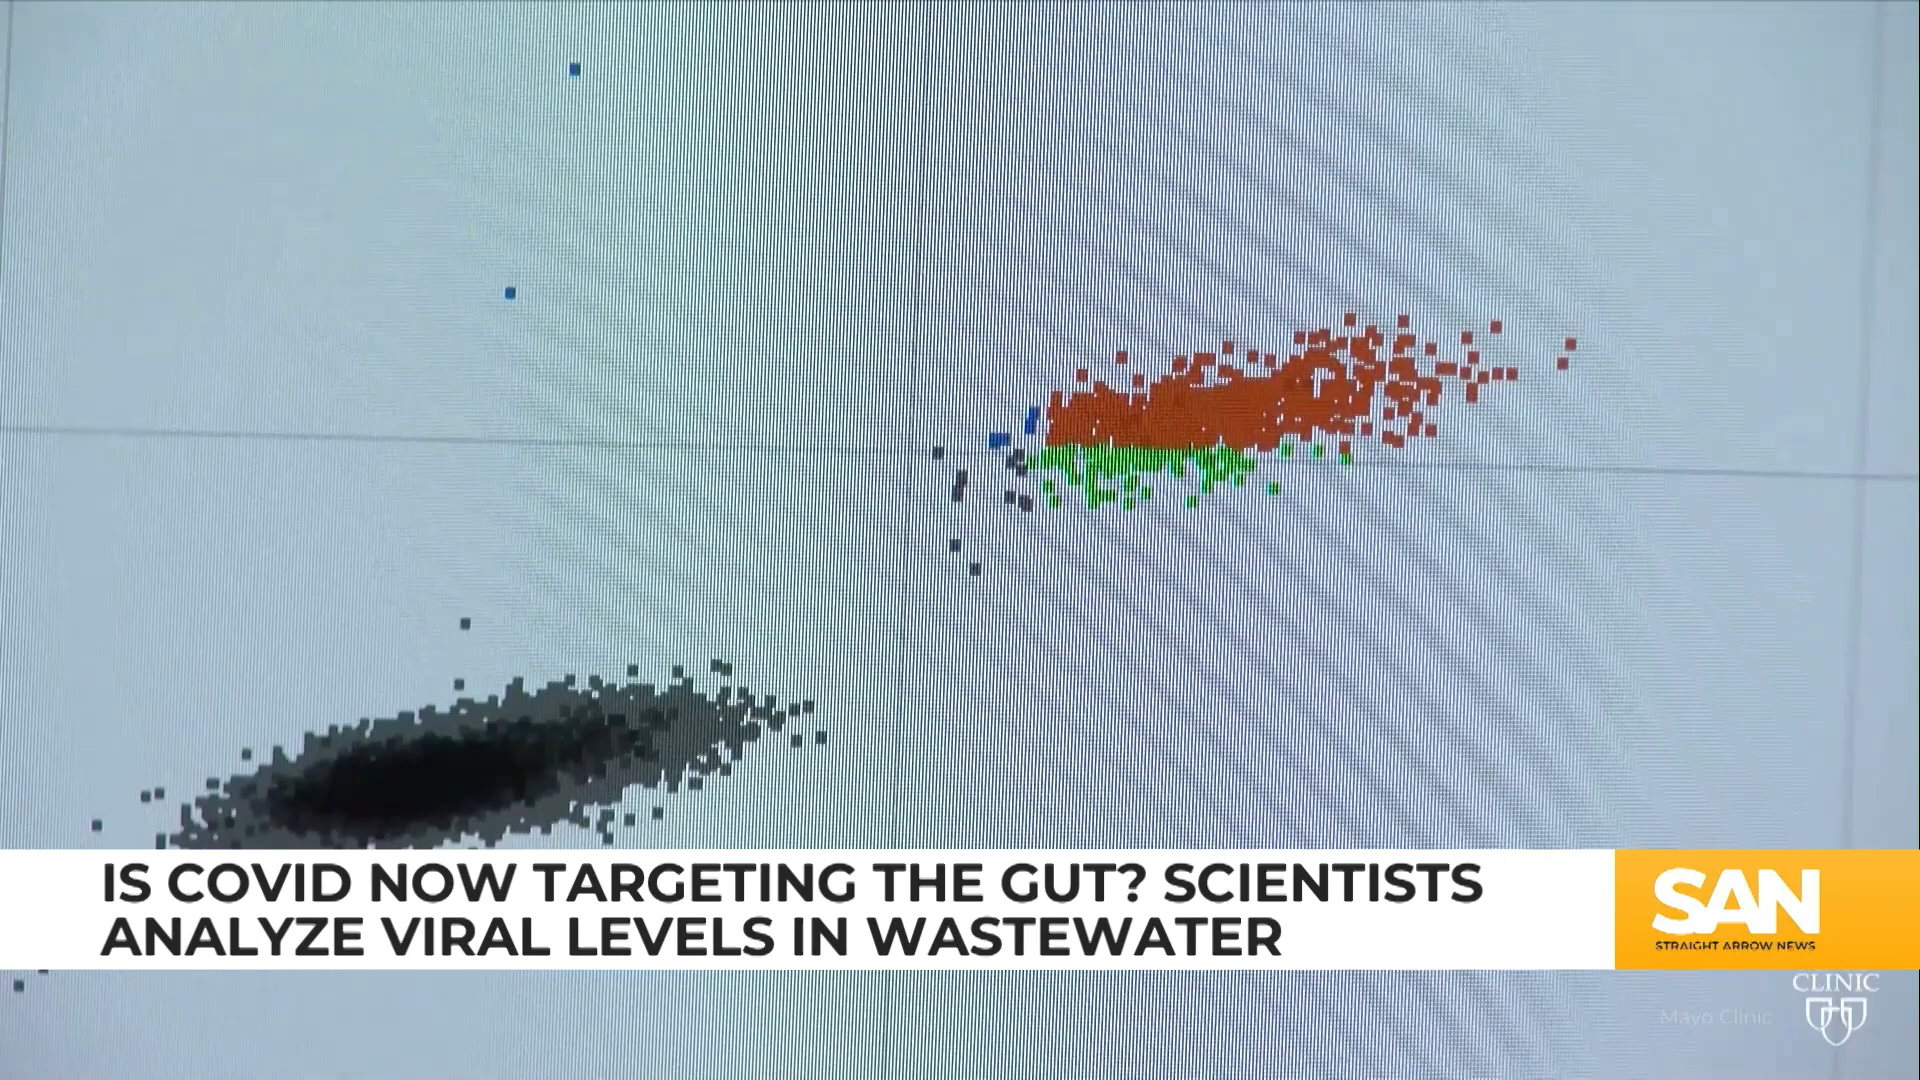 IS COVID NOW TARGETING THE GUT? SCIENTISTS
ANALYZE VIRAL LEVELS IN WASTEWATER
SAN
STRAIGHT ARROW NEWS
CLINIC
Mayo Clinic